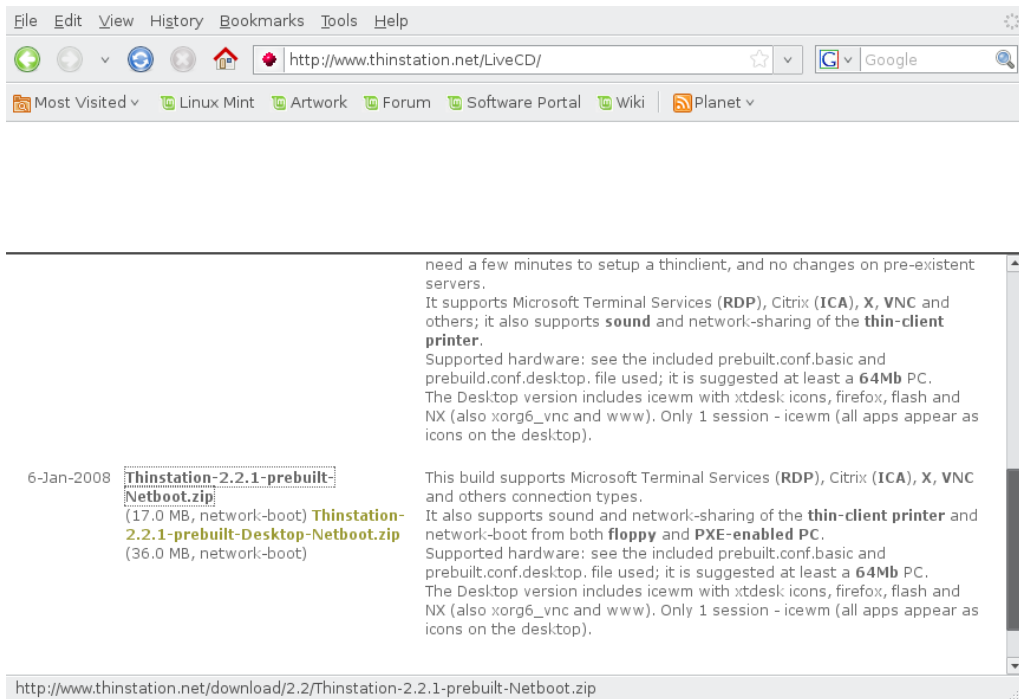 File Edit View History Bookmarks Tools Help
http://www.thinstation.net/LiveCD/ G Google
Most Visited Linux Mint Artwork Forum Software Portal Wiki Planet
need a few minutes to setup a thinclient, and no changes on pre-existent
servers.
It supports Microsoft Terminal Services (RDP), Citrix (ICA), X, VNC and
others; it also supports sound and network-sharing of the thin-client
printer.
Supported hardware: see the included prebuilt.conf.basic and
prebuild.conf.desktop. file used; it is suggested at least a 64Mb PC.
The Desktop version includes icewm with xtdesk icons, firefox, flash and
NX (also xorg6_vnc and www). Only 1 session - icewm (all apps appear as
icons on the desktop).
6-Jan-2008
Thinstation-2.2.1-prebuilt-
Netboot.zip
(17.0 MB, network-boot) Thinstation-
2.2.1-prebuilt-Desktop-Netboot.zip
(36.0 MB, network-boot)
This build supports Microsoft Terminal Services (RDP), Citrix (ICA), X, VNC
and others connection types.
It also supports sound and network-sharing of the thin-client printer and
network-boot from both floppy and PXE-enabled PC.
Supported hardware: see the included prebuilt.conf.basic and
prebuilt.conf.desktop. file used; it is suggested at least a 64Mb PC.
The Desktop version includes icewm with xtdesk icons, firefox, flash and
NX (also xorg6_vnc and www). Only 1 session - icewm (all apps appear as
icons on the desktop).
http://www.thinstation.net/download/2.2/Thinstation-2.2.1-prebuilt-Netboot.zip